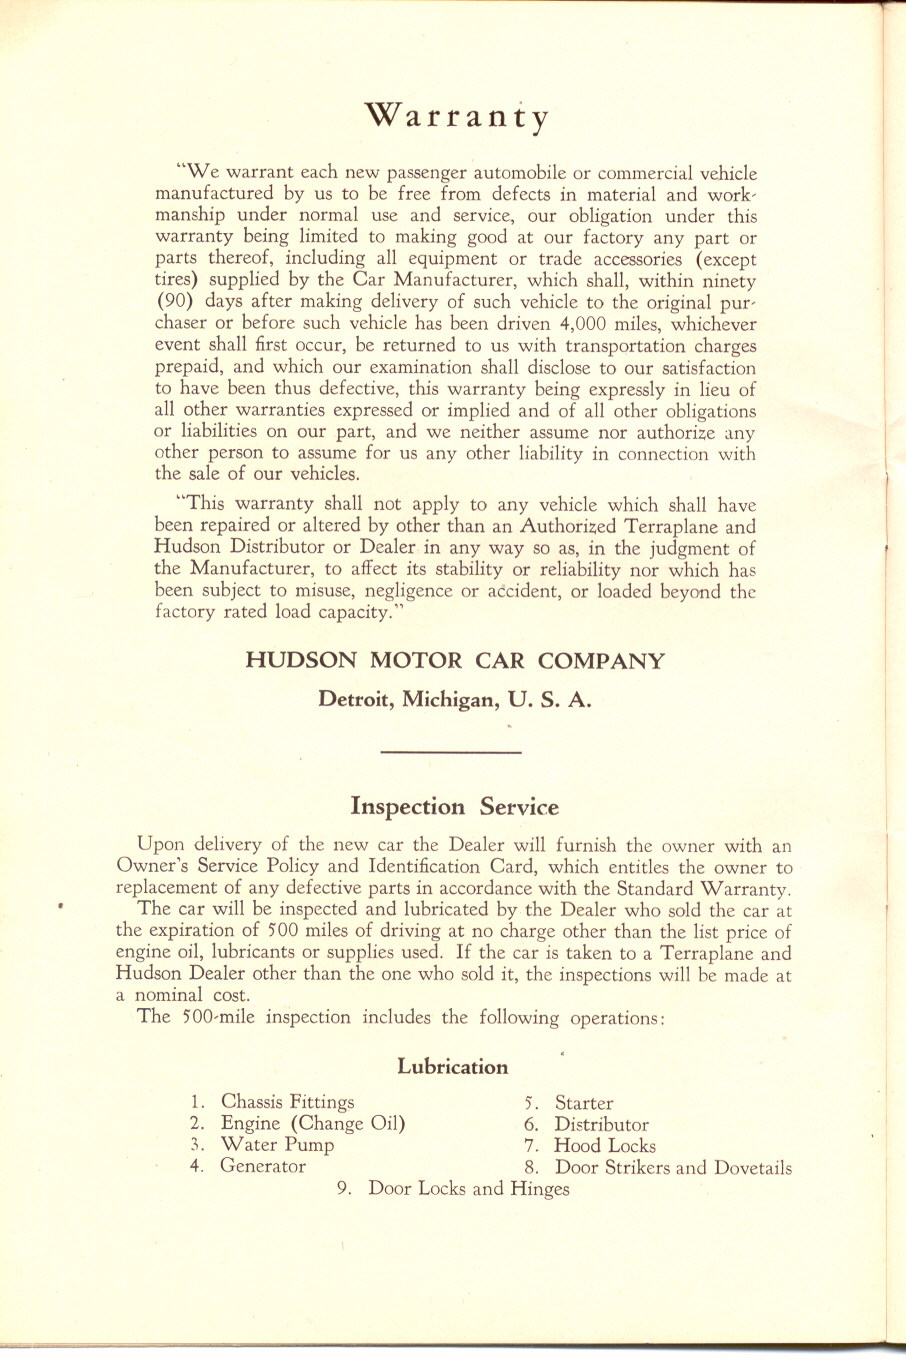 Warranty
“We warrant each new passenger automobile or commercial vehicle
manufactured by us to be free from defects in material and work-
manship under normal use and service, our obligation under this
warranty being limited to making good at our factory any part or
parts thereof, including all equipment or trade accessories (except
tires) supplied by the Car Manufacturer, which shall, within ninety
(90) days after making delivery of such vehicle to the original pur-
chaser or before such vehicle has been driven 4,000 miles, whichever
event shall first occur, be returned to us with transportation charges
prepaid, and which our examination shall disclose to our satisfaction
to have been thus defective, this warranty being expressly in lieu of
all other warranties expressed or implied and of all other obligations
or liabilities on our part, and we neither assume nor authorize any
other person to assume for us any other liability in connection with
the sale of our vehicles.
“This warranty shall not apply to any vehicle which shall have
been repaired or altered by other than an Authorized Terraplane and
Hudson Distributor or Dealer in any way so as, in the judgment of
the Manufacturer, to affect its stability or reliability nor which has
been subject to misuse, negligence or accident, or loaded beyond the
factory rated load capacity.”
HUDSON MOTOR CAR COMPANY
Detroit, Michigan, U. S. A.
Inspection Service
Upon delivery of the new car the Dealer will furnish the owner with an
Owner's Service Policy and Identification Card, which entitles the owner to
replacement of any defective parts in accordance with the Standard Warranty.
The car will be inspected and lubricated by the Dealer who sold the car at
the expiration of 500 miles of driving at no charge other than the list price of
engine oil, lubricants or supplies used. If the car is taken to a Terraplane and
Hudson Dealer other than the one who sold it, the inspections will be made at
a nominal cost.
The 500-mile inspection includes the following operations:
Lubrication
1. Chassis Fittings
2. Engine (Change Oil)
3. Water Pump
4. Generator
5. Starter
6. Distributor
7. Hood Locks
8. Door Strikers and Dovetails
9. Door Locks and Hinges